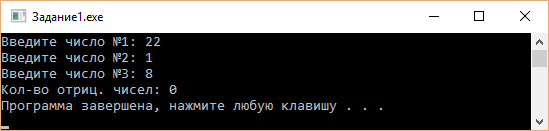 Задание1.exe
Введите число №1: 22
Введите число №2: 1
Введите число №3: 8
Кол-во отриц. чисел: 0
Программа завершена, нажмите любую клавишу . . .